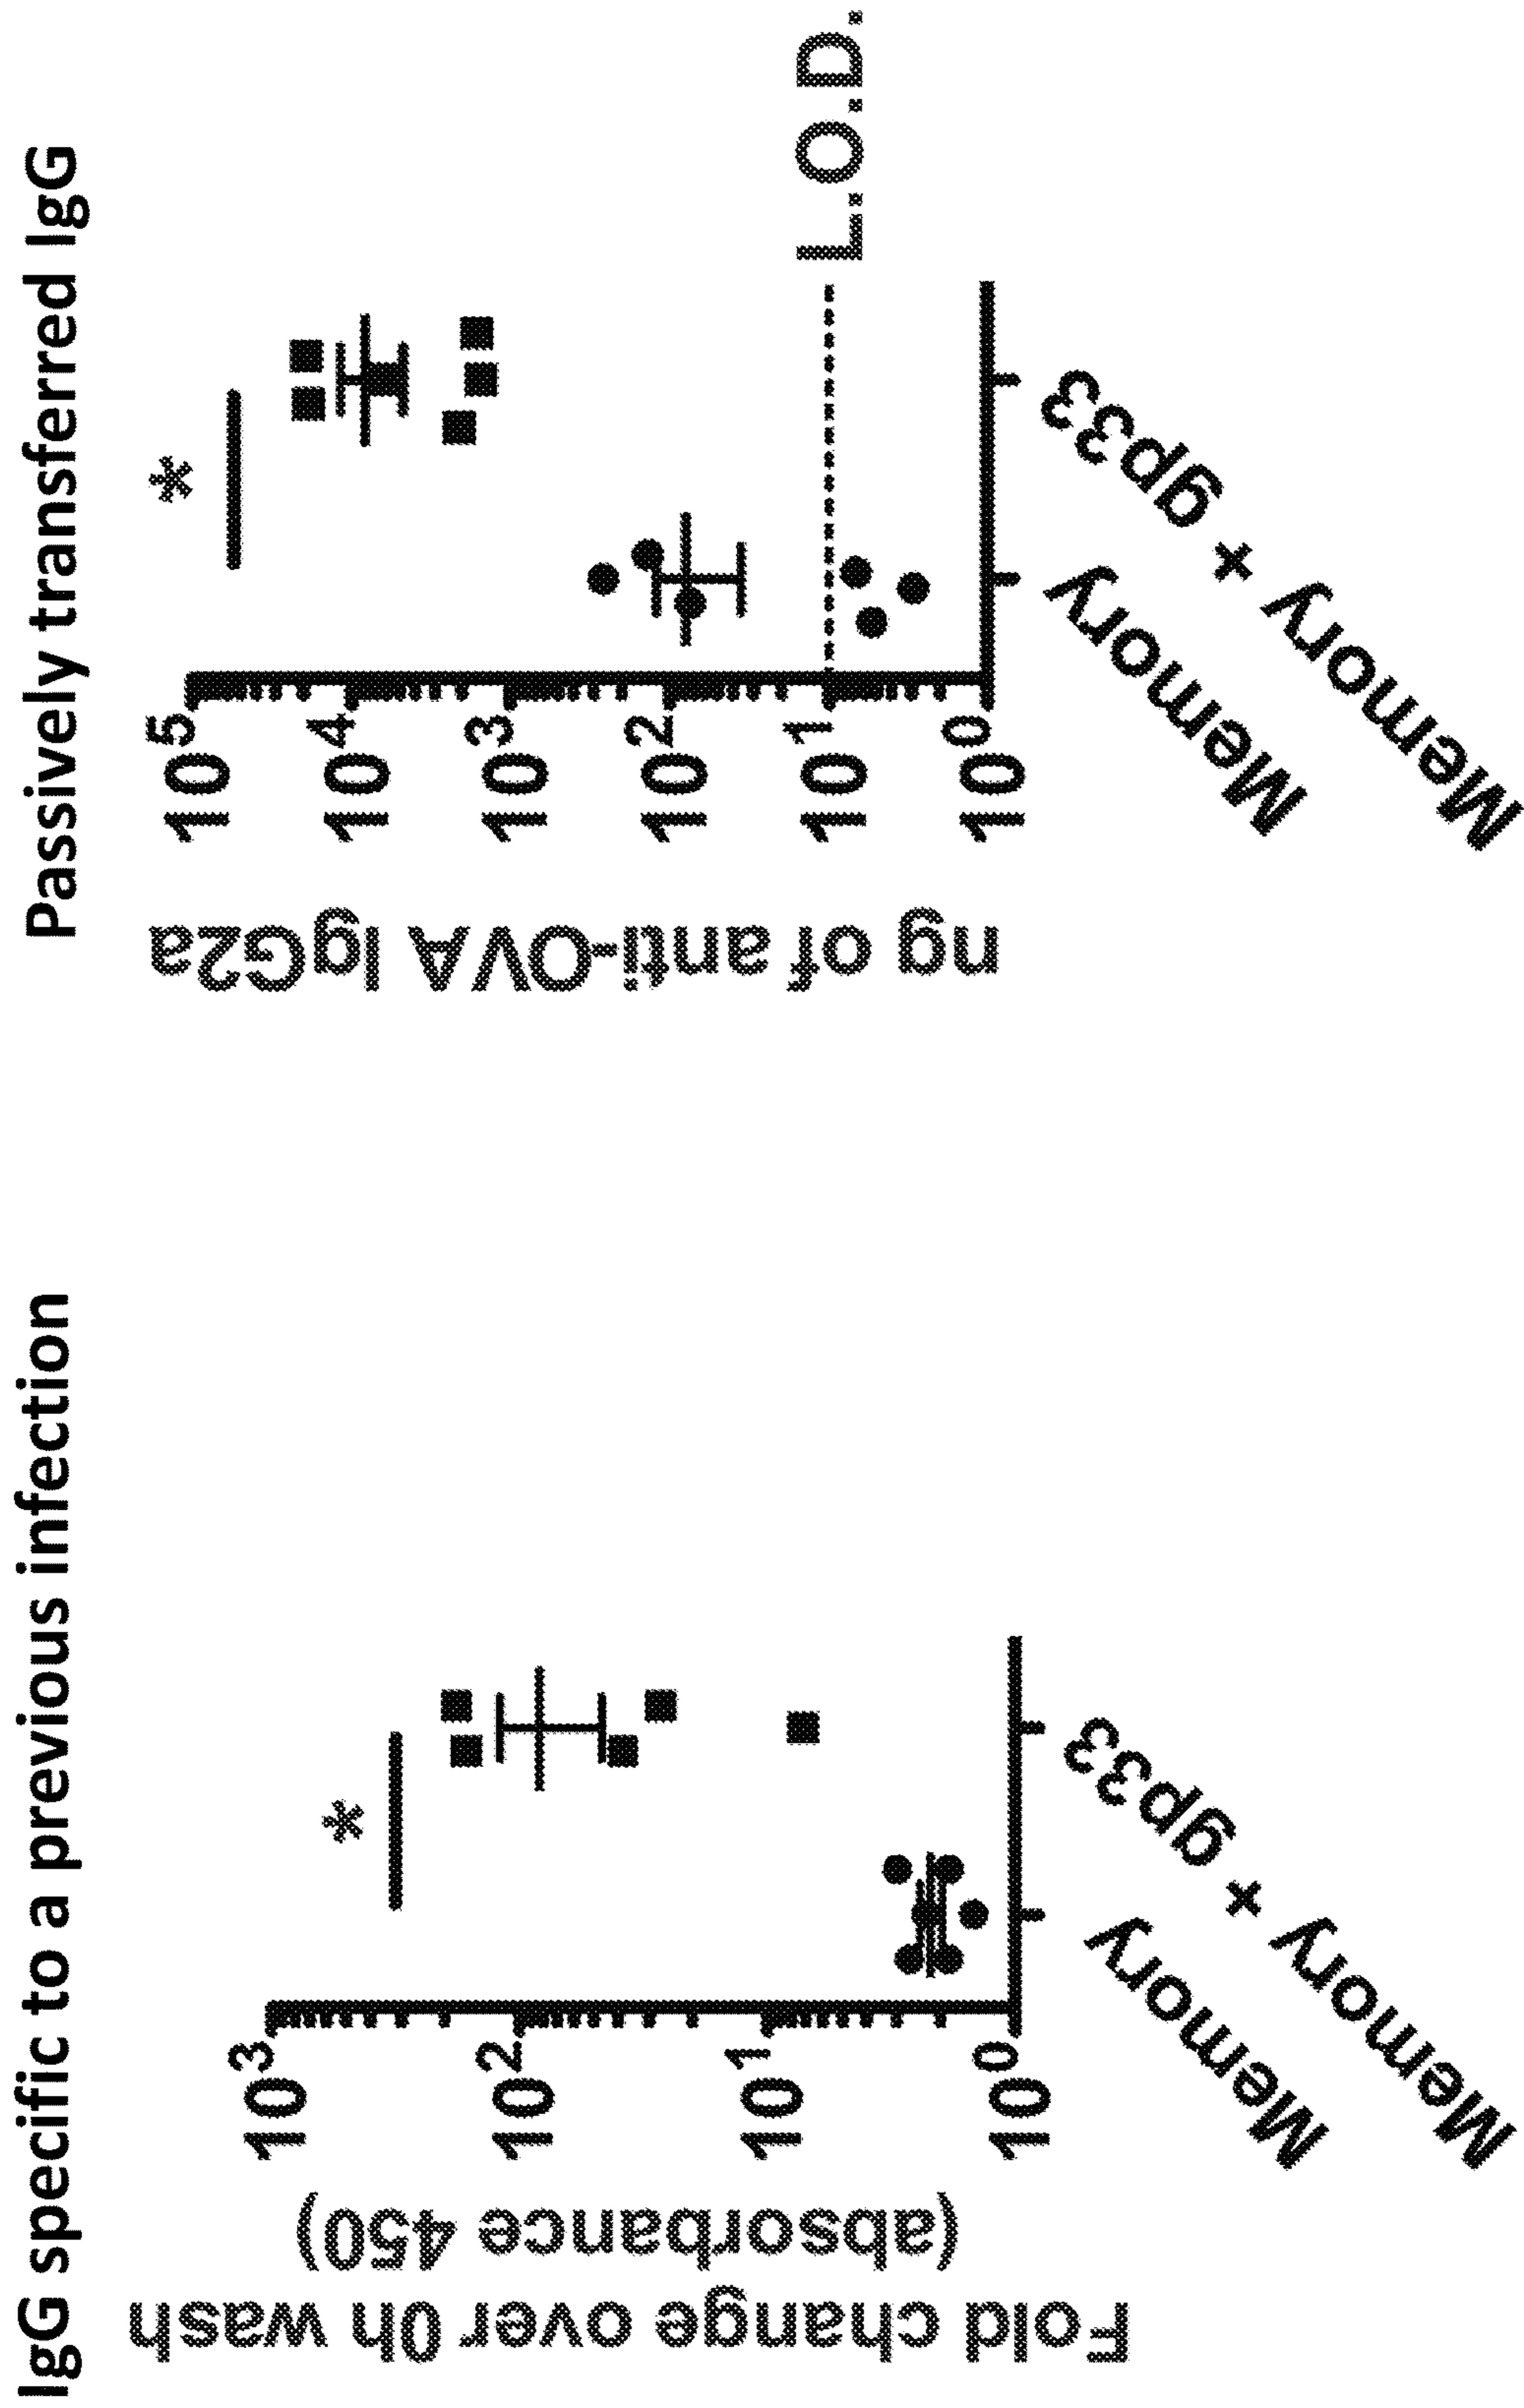 IgG specific to a previous infection
Fold change over 0h wash
(absorbance 450)
10³
10²
10¹
10⁰
*
Memory
Memory + gp33
Passively transferred IgG
ng of anti-OVA IgG2a
10⁵
10⁴
10³
10²
10¹
10⁰
*
L.O.D.
Memory
Memory + gp33